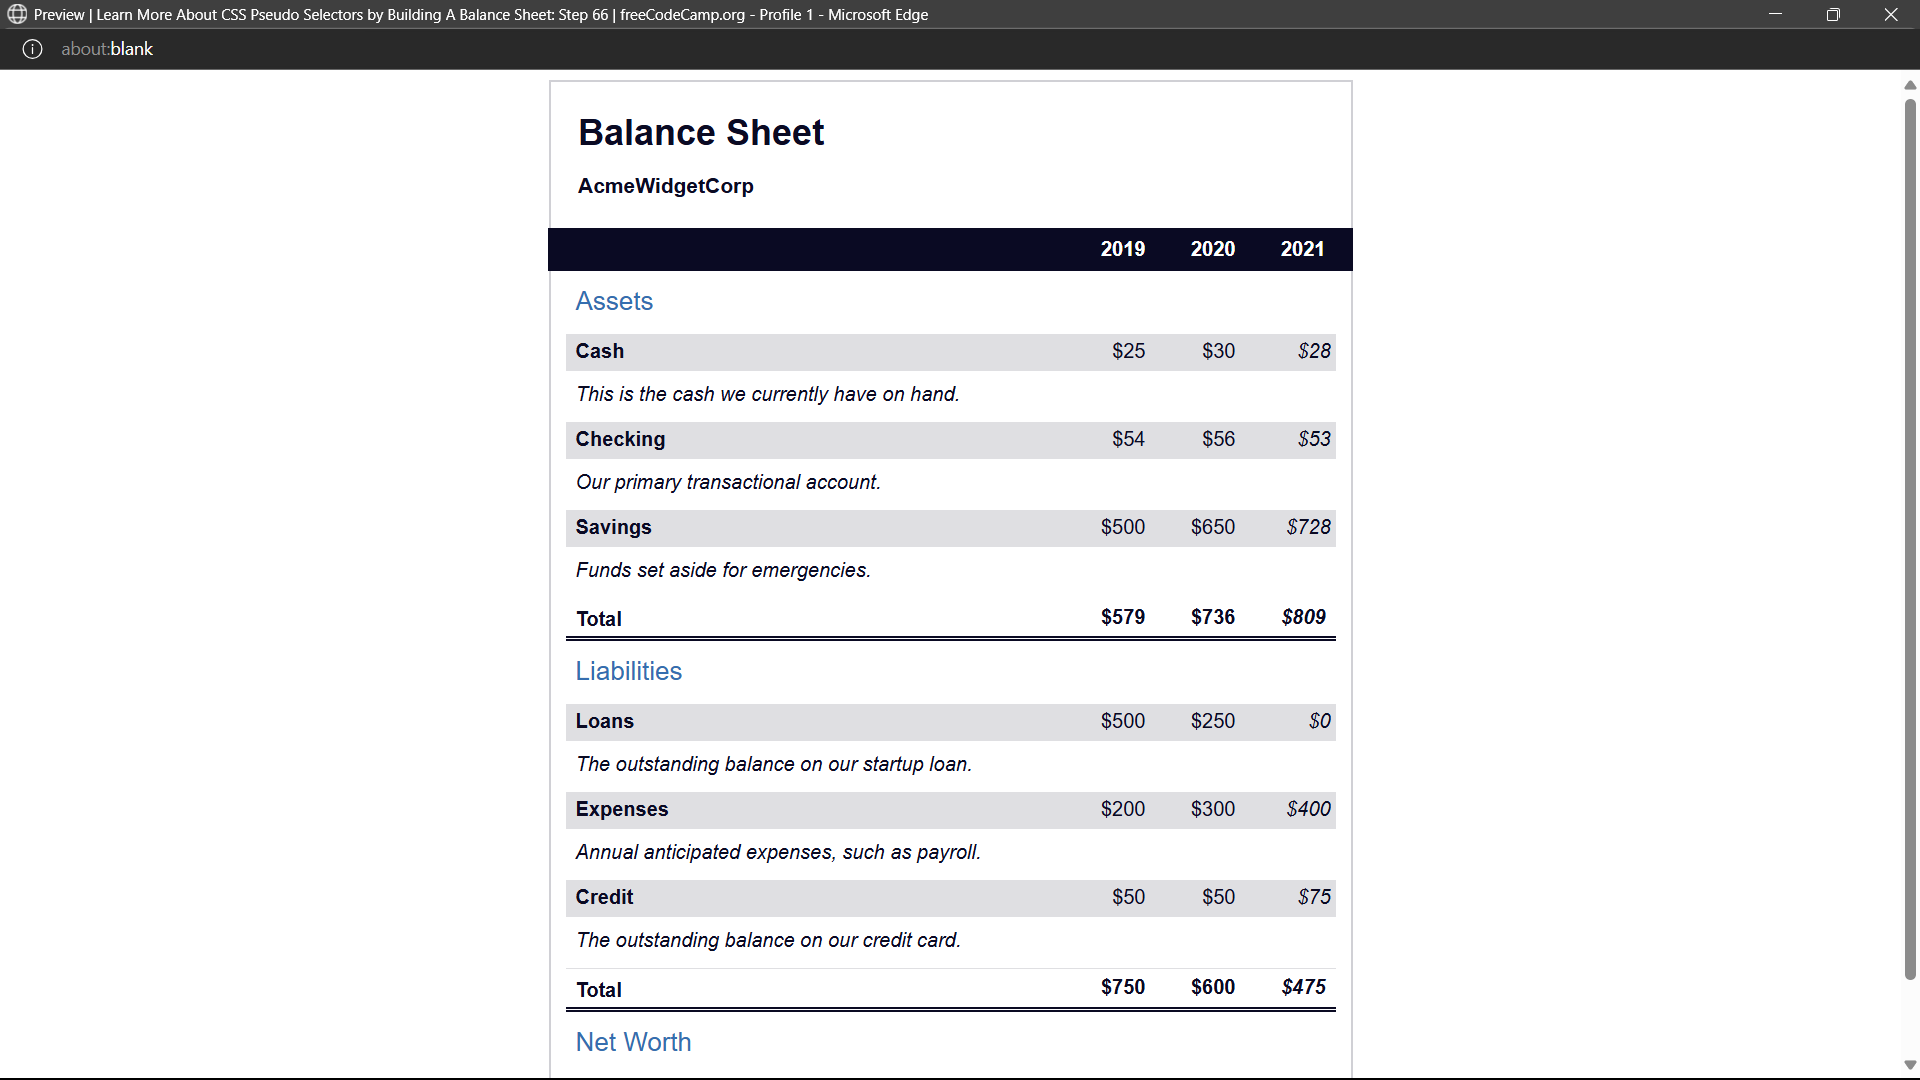 Preview | Learn More About CSS Pseudo Selectors by Building A Balance Sheet: Step 66 | freeCodeCamp.org - Profile 1 - Microsoft Edge
about:blank
Balance Sheet
AcmeWidgetCorp
2019 2020 2021
Assets
Cash $25 $30 $28
This is the cash we currently have on hand.
Checking $54 $56 $53
Our primary transactional account.
Savings $500 $650 $728
Funds set aside for emergencies.
Total $579 $736 $809
Liabilities
Loans $500 $250 $0
The outstanding balance on our startup loan.
Expenses $200 $300 $400
Annual anticipated expenses, such as payroll.
Credit $50 $50 $75
The outstanding balance on our credit card.
Total $750 $600 $475
Net Worth